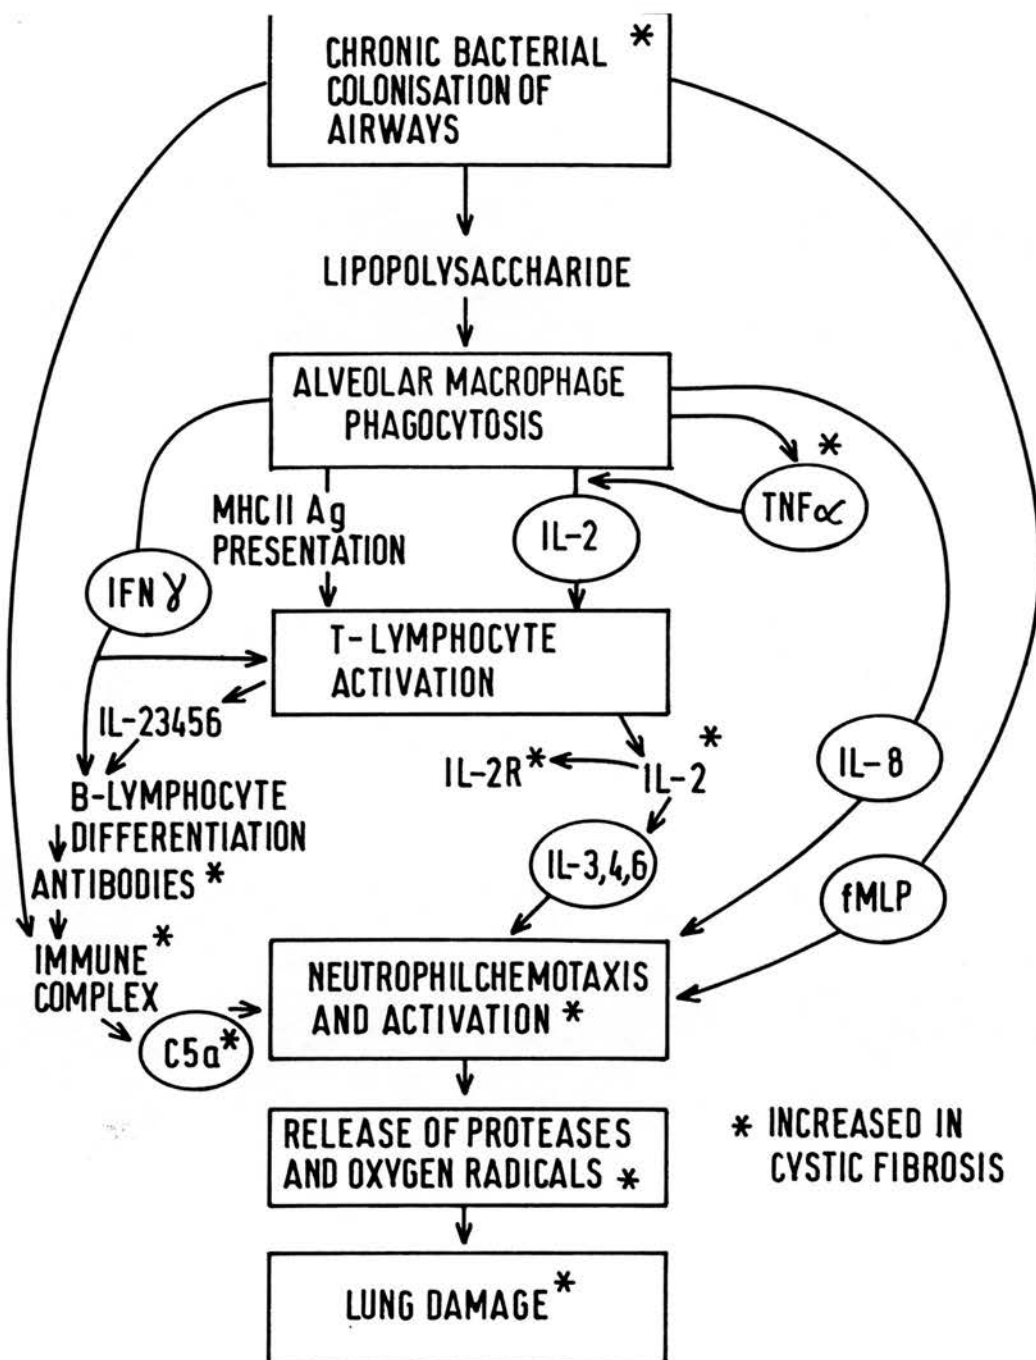 CHRONIC BACTERIAL *
COLONISATION OF
AIRWAYS
LIPOPOLYSACCHARIDE
ALVEOLAR MACROPHAGE
PHAGOCYTOSIS
*
TNFα
MHCII Ag
PRESENTATION
IL-2
IFN γ
T-LYMPHOCYTE
ACTIVATION
IL-23456
IL-2R*
IL-2 *
IL-8
B-LYMPHOCYTE
DIFFERENTIATION
ANTIBODIES *
IL-3,4,6
fMLP
IMMUNE *
COMPLEX
C5a*
NEUTROPHILCHEMOTAXIS
AND ACTIVATION *
RELEASE OF PROTEASES
AND OXYGEN RADICALS *
* INCREASED IN
CYSTIC FIBROSIS
LUNG DAMAGE *